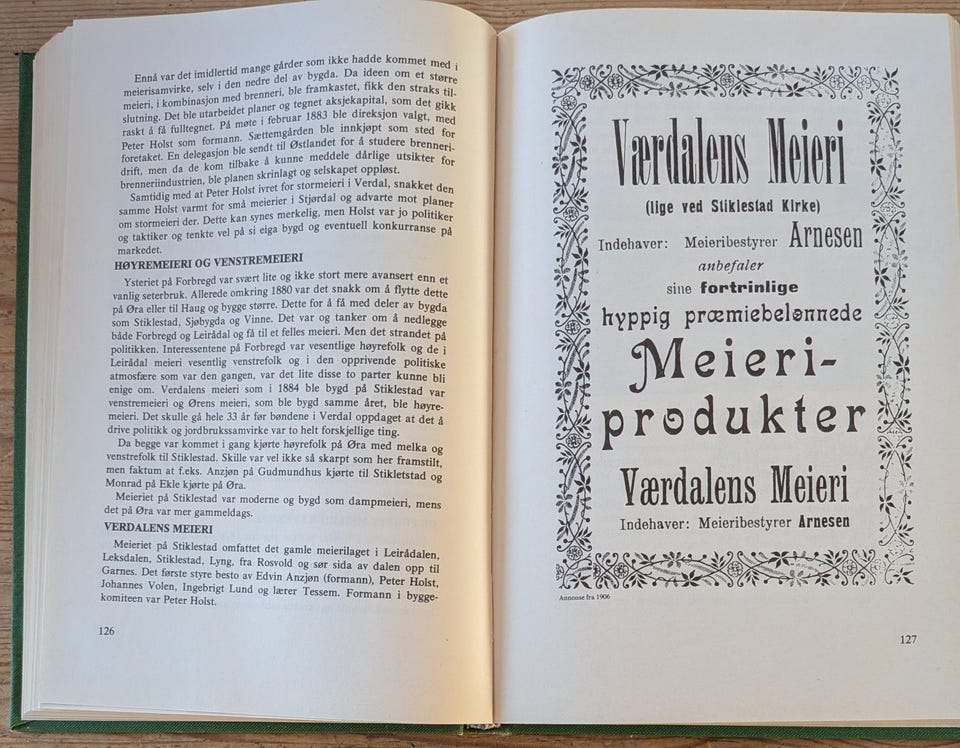 Ennå var det imidlertid mange gårder som ikke hadde kommet med i
meierisamvirke, selv i den nedre del av bygda. Da ideen om et større
meieri, i kombinasjon med brenneri, ble framkastet, fikk den straks til-
slutning. Det ble utarbeidet planer og tegnet aksjekapital, som det gikk
raskt å få fulltegnet. På møte i februar 1883 ble direksjon valgt, med
Peter Holst som formann. Sættemgården ble innkjøpt som sted for
foretaket. En delegasjon ble sendt til Østlandet for å studere brenneri-
drift, men da de kom tilbake å kunne meddele dårlige utsikter for
brenneriindustrien, ble planen skrinlagt og selskapet oppløst.
Samtidig med at Peter Holst ivret for stormeieri i Verdal, snakket den
samme Holst varmt for små meierier i Stjørdal og advarte mot planer
om stormeieri der. Dette kan synes merkelig, men Holst var jo politiker
og taktiker og tenkte vel på si eiga bygd og eventuell konkurranse på
markedet.
HØYREMEIERI OG VENSTREMEIERI
Ysteriet på Forbregd var svært lite og ikke stort mere avansert enn et
vanlig seterbruk. Allerede omkring 1880 var det snakk om å flytte dette
på Øra eller til Haug og bygge større. Dette for å få med deler av bygda
som Stiklestad, Sjøbygda og Vinne. Det var og tanker om å nedlegge
både Forbregd og Leirådal og få til et felles meieri. Men det strandet på
politikken. Interessentene på Forbregd var vesentlige høyrefolk og de i
Leirådal meieri vesentlig venstrefolk og i den opprivende politiske
atmosfære som var den gangen, var det lite disse to parter kunne bli
enige om. Verdalens meieri som i 1884 ble bygd på Stiklestad var
venstremeieri og Ørens meieri, som ble bygd samme året, ble høyre-
meieri. Det skulle gå hele 33 år før bøndene i Verdal oppdaget at det å
drive politikk og jordbrukssamvirke var to helt forskjellige ting.
Da begge var kommet i gang kjørte høyrefolk på Øra med melka og
venstrefolk til Stiklestad. Skille var vel ikke så skarpt som her framstilt,
men faktum at f.eks. Anzjøn på Gudmundhus kjørte til Stikletstad og
Monrad på Ekle kjørte på Øra.
Meieriet på Stiklestad var moderne og bygd som dampmeieri, mens
det på Øra var mer gammeldags.
VERDALENS MEIERI
Meieriet på Stiklestad omfattet det gamle meierilaget i Leirådalen,
Leksdalen, Stiklestad, Lyng, fra Rosvold og sør sida av dalen opp til
Garnes. Det første styre besto av Edvin Anzjøn (formann), Peter Holst,
Johannes Volen, Ingebrigt Lund og lærer Tessem. Formann i bygge-
komiteen var Peter Holst.
126
Værdalens Meieri
(lige ved Stiklestad Kirke)
Indehaver: Meieribestyrer Arnesen
anbefaler
sine fortrinlige
hyppig præmiebelønnede
Meieri-
produkter
Værdalens Meieri
Indehaver: Meieribestyrer Arnesen
Annonse fra 1906
127